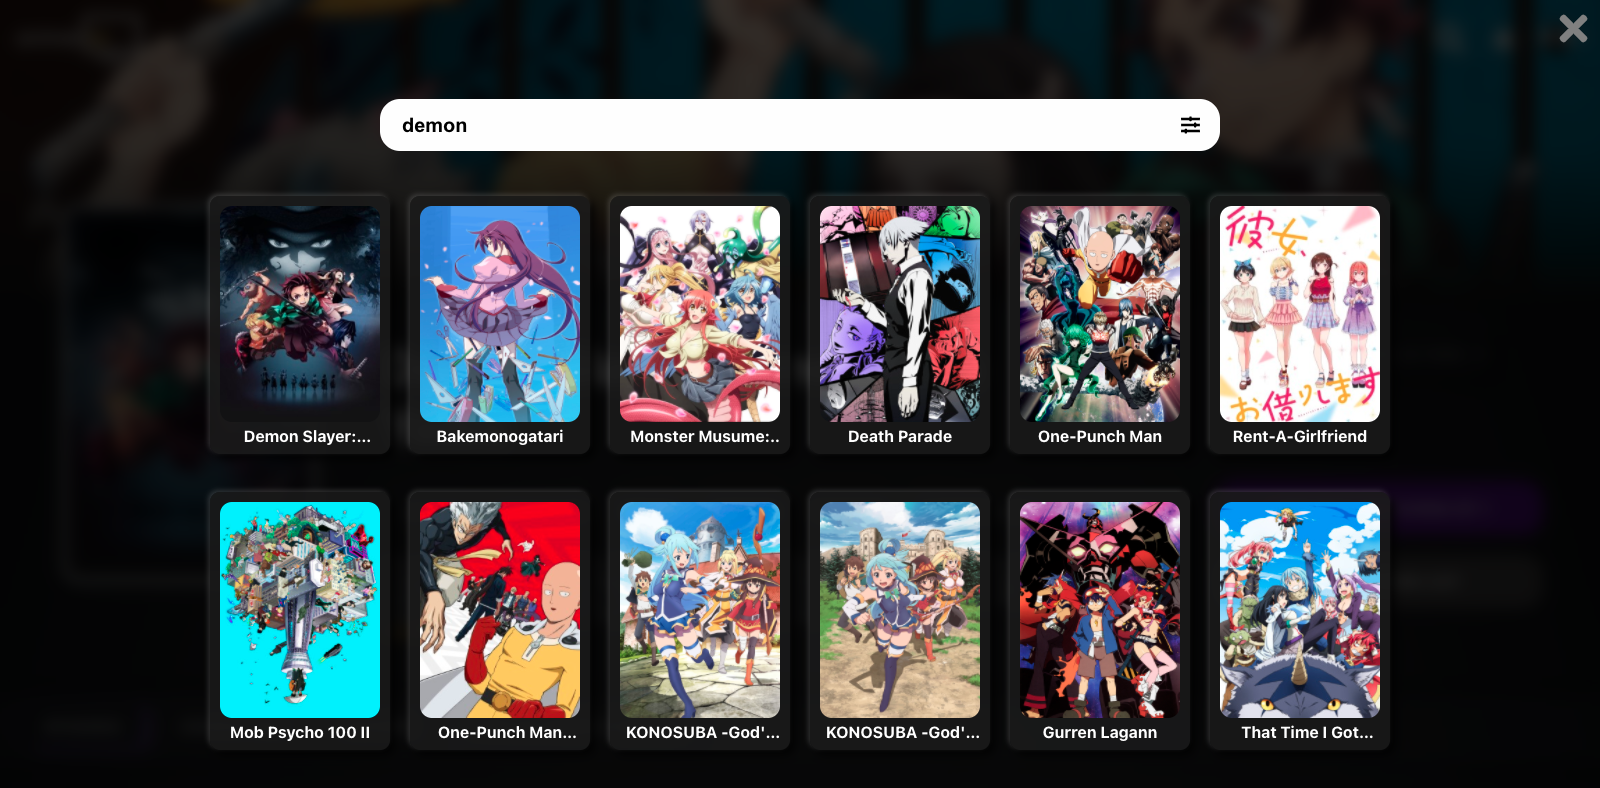 demon
Demon Slayer:...
Bakemonogatari
Monster Musume:..
Death Parade
One-Punch Man
彼女、
お借りします
Rent-A-Girlfriend
Mob Psycho 100 II
One-Punch Man...
KONOSUBA -God'...
KONOSUBA -God'...
Gurren Lagann
That Time I Got...